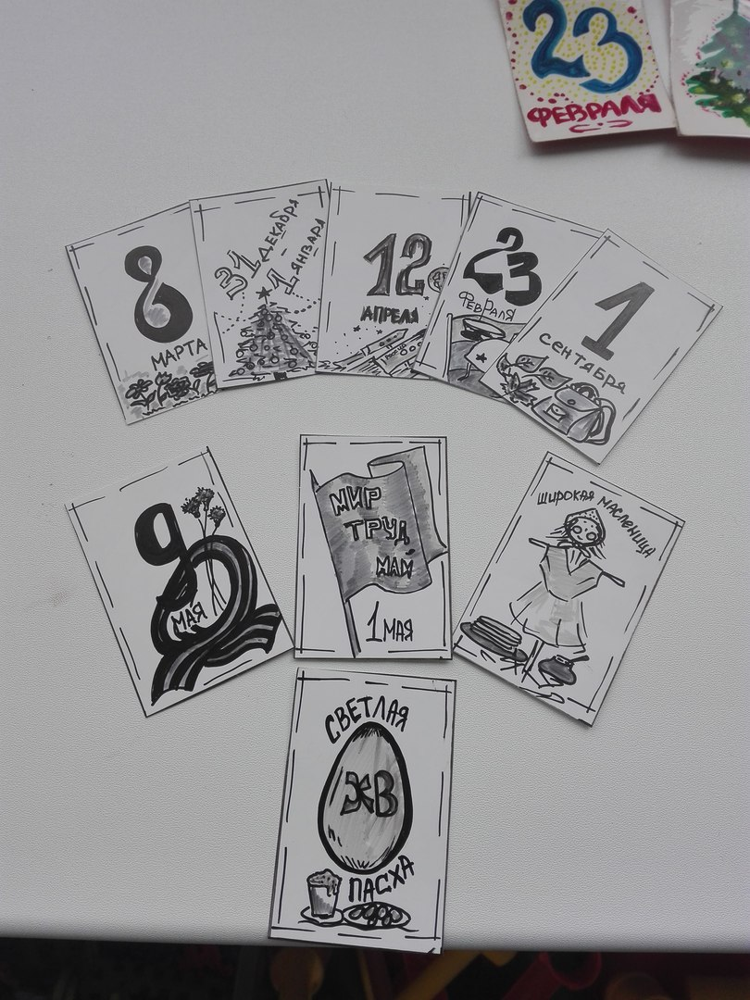 23
ФЕВРАЛЯ
8
МАРТА
31 ДЕКАБРЯ
-
1 ЯНВАРЯ
12
АПРЕЛЯ
23
ФЕВРАЛЯ
1
СЕНТЯБРЯ
9
МАЯ
МИР
ТРУД
МАЙ
1 МАЯ
ШИРОКАЯ МАСЛЕНИЦА
СВЕТЛАЯ
ХВ
ПАСХА